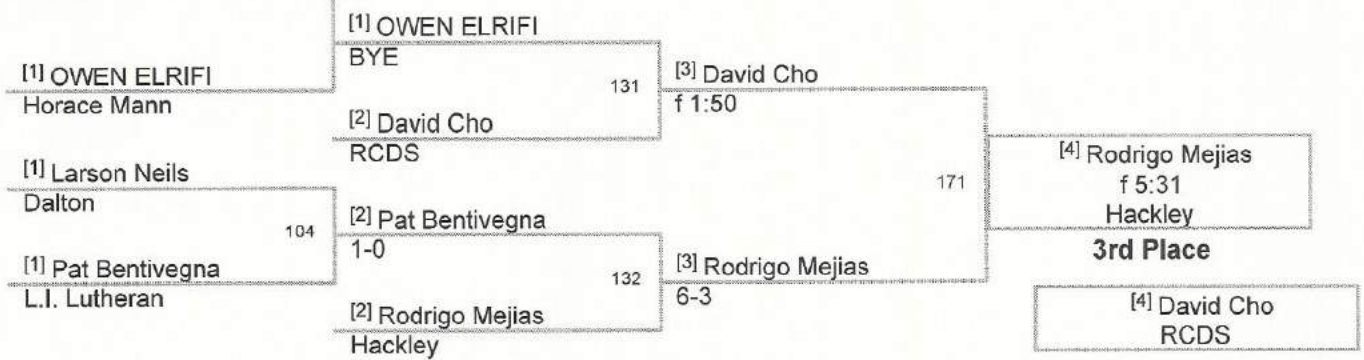 [1] OWEN ELRIFI
Horace Mann
[1] Larson Neils
Dalton
104
[1] Pat Bentivegna
L.I. Lutheran
[1] OWEN ELRIFI
BYE
131
[2] David Cho
RCDS
[2] Pat Bentivegna
1-0
132
[2] Rodrigo Mejias
Hackley
[3] David Cho
f 1:50
171
[3] Rodrigo Mejias
6-3
[4] Rodrigo Mejias
f 5:31
Hackley
3rd Place
[4] David Cho
RCDS